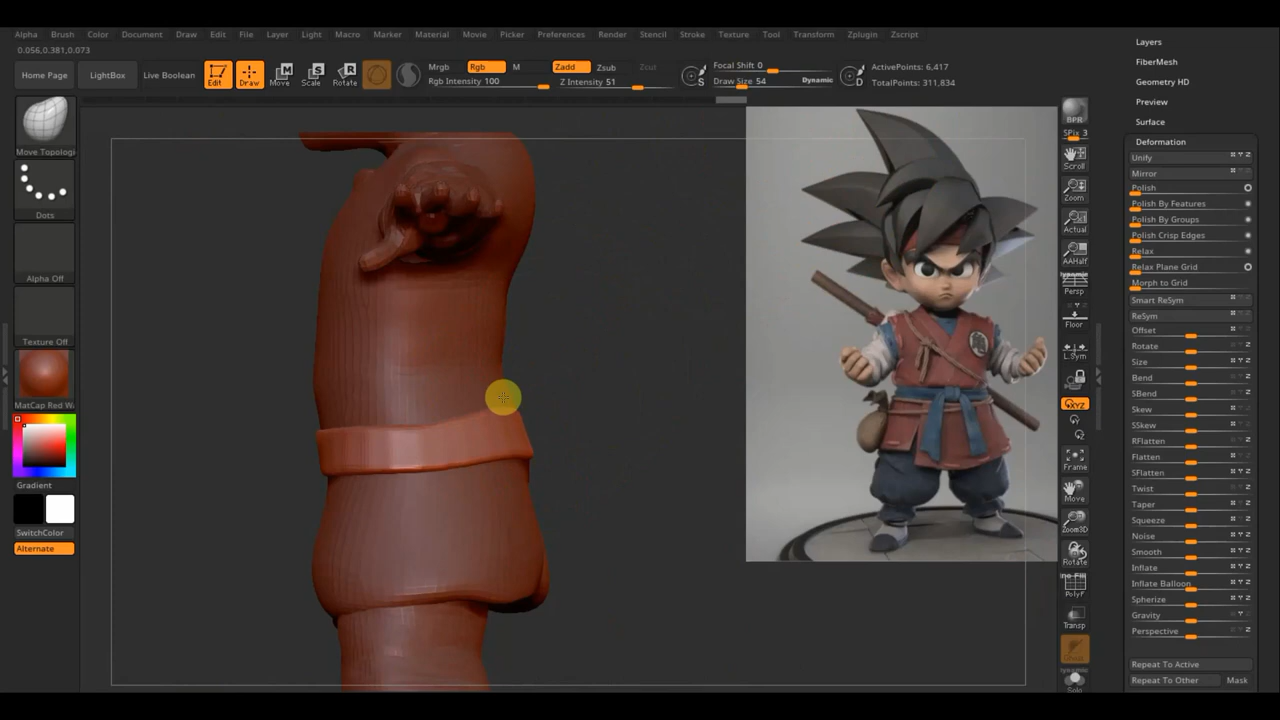 Alpha Brush Color Document Draw Edit File Layer Light Macro Marker Material Movie Picker Preferences Render Stencil Stroke Texture Tool Transform Zplugin Zscript
0.056,0.381,0.073
Home Page LightBox Live Boolean Edit Draw Move Scale Rotate
Mrgb Rgb M Zadd Zsub Zcut
Rgb Intensity 100 Z Intensity 51
Focal Shift 0
Draw Size 54 Dynamic
S D
ActivePoints: 6,417
TotalPoints: 311,834
Move Topologic
Dots
Alpha Off
Texture Off
MatCap Red Wa
Gradient
SwitchColor
Alternate
BPR
SPix 3
Scroll
Zoom
Actual
AAHalf
Persp
Floor
L.Sym
XYZ
Frame
Move
Zoom3D
Rotate
PolyF
Transp
Solo
Layers
FiberMesh
Geometry HD
Preview
Surface
Deformation
Unify
Mirror
Polish
Polish By Features
Polish By Groups
Polish Crisp Edges
Relax
Relax Plane Grid
Morph to Grid
Smart ReSym
ReSym
Offset
Rotate
Size
Bend
SBend
Skew
SSkew
RFlatten
Flatten
SFlatten
Twist
Taper
Squeeze
Noise
Smooth
Inflate
Inflate Balloon
Spherize
Gravity
Perspective
Repeat To Active
Repeat To Other Mask